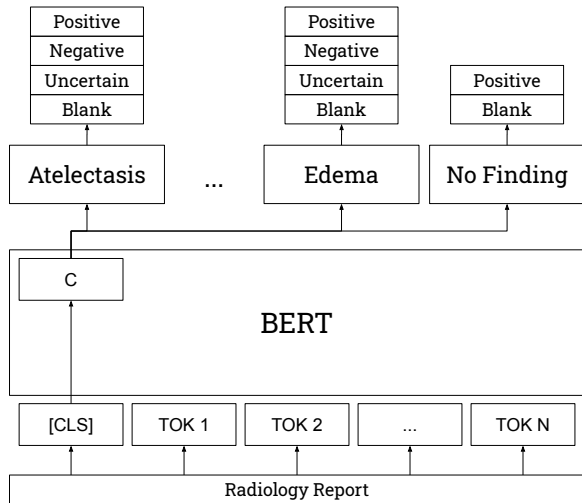 Positive
Negative
Uncertain
Blank
Positive
Negative
Uncertain
Blank
Positive
Blank
Atelectasis
...
Edema
No Finding
C
BERT
[CLS]
TOK 1
TOK 2
...
TOK N
Radiology Report